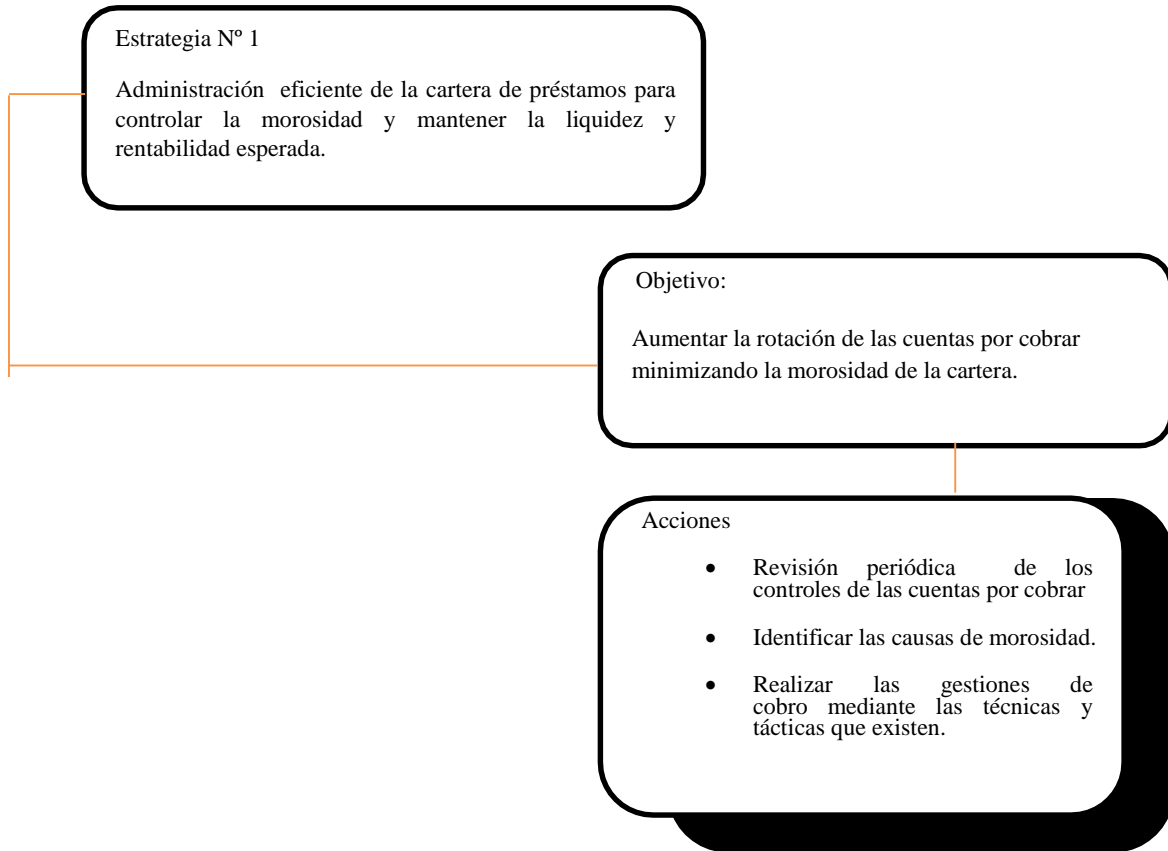 Estrategia Nº 1
Administración eficiente de la cartera de préstamos para
controlar la morosidad y mantener la liquidez y
rentabilidad esperada.
Objetivo:
Aumentar la rotación de las cuentas por cobrar
minimizando la morosidad de la cartera.
Acciones
• Revisión periódica de los
controles de las cuentas por cobrar
• Identificar las causas de morosidad.
• Realizar las gestiones de
cobro mediante las técnicas y
tácticas que existen.